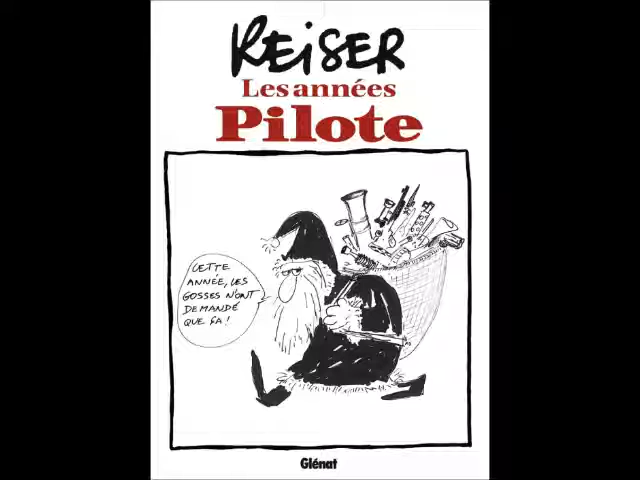 REiSER
Les années
Pilote
CETTE
ANNÉE, LES
GOSSES N'ONT
DEMANDÉ
QUE ÇA !
Glénat